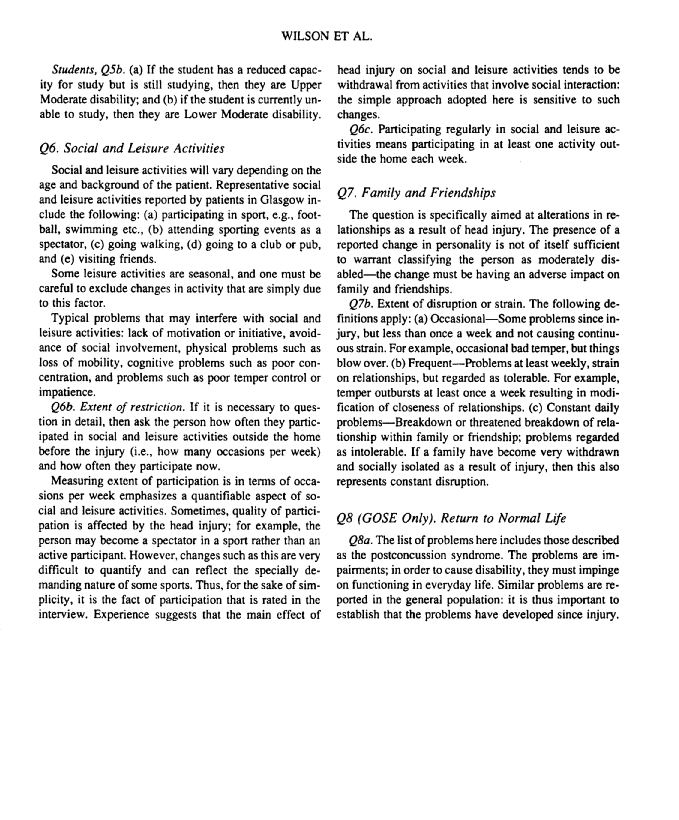 WILSON ET AL.
Students, Q5b. (a) If the student has a reduced capac-
ity for study but is still studying, then they are Upper
Moderate disability; and (b) if the student is currently un-
able to study, then they are Lower Moderate disability.
Q6. Social and Leisure Activities
Social and leisure activities will vary depending on the
age and background of the patient. Representative social
and leisure activities reported by patients in Glasgow in-
clude the following: (a) participating in sport, e.g., foot-
ball, swimming etc., (b) attending sporting events as a
spectator, (c) going walking, (d) going to a club or pub,
and (e) visiting friends.
Some leisure activities are seasonal, and one must be
careful to exclude changes in activity that are simply due
to this factor.
Typical problems that may interfere with social and
leisure activities: lack of motivation or initiative, avoid-
ance of social involvement, physical problems such as
loss of mobility, cognitive problems such as poor con-
centration, and problems such as poor temper control or
impatience.
Q6b. Extent of restriction. If it is necessary to ques-
tion in detail, then ask the person how often they partic-
ipated in social and leisure activities outside the home
before the injury (i.e., how many occasions per week)
and how often they participate now.
Measuring extent of participation is in terms of occa-
sions per week emphasizes a quantifiable aspect of so-
cial and leisure activities. Sometimes, quality of partici-
pation is affected by the head injury; for example, the
person may become a spectator in a sport rather than an
active participant. However, changes such as this are very
difficult to quantify and can reflect the specially de-
manding nature of some sports. Thus, for the sake of sim-
plicity, it is the fact of participation that is rated in the
interview. Experience suggests that the main effect of
head injury on social and leisure activities tends to be
withdrawal from activities that involve social interaction:
the simple approach adopted here is sensitive to such
changes.
Q6c. Participating regularly in social and leisure ac-
tivities means participating in at least one activity out-
side the home each week.
Q7. Family and Friendships
The question is specifically aimed at alterations in re-
lationships as a result of head injury. The presence of a
reported change in personality is not of itself sufficient
to warrant classifying the person as moderately dis-
abled—the change must be having an adverse impact on
family and friendships.
Q7b. Extent of disruption or strain. The following de-
finitions apply: (a) Occasional—Some problems since in-
jury, but less than once a week and not causing continu-
ous strain. For example, occasional bad temper, but things
blow over. (b) Frequent—Problems at least weekly, strain
on relationships, but regarded as tolerable. For example,
temper outbursts at least once a week resulting in modi-
fication of closeness of relationships. (c) Constant daily
problems—Breakdown or threatened breakdown of rela-
tionship within family or friendship; problems regarded
as intolerable. If a family have become very withdrawn
and socially isolated as a result of injury, then this also
represents constant disruption.
Q8 (GOSE Only). Return to Normal Life
Q8a. The list of problems here includes those described
as the postconcussion syndrome. The problems are im-
pairments; in order to cause disability, they must impinge
on functioning in everyday life. Similar problems are re-
ported in the general population: it is thus important to
establish that the problems have developed since injury.